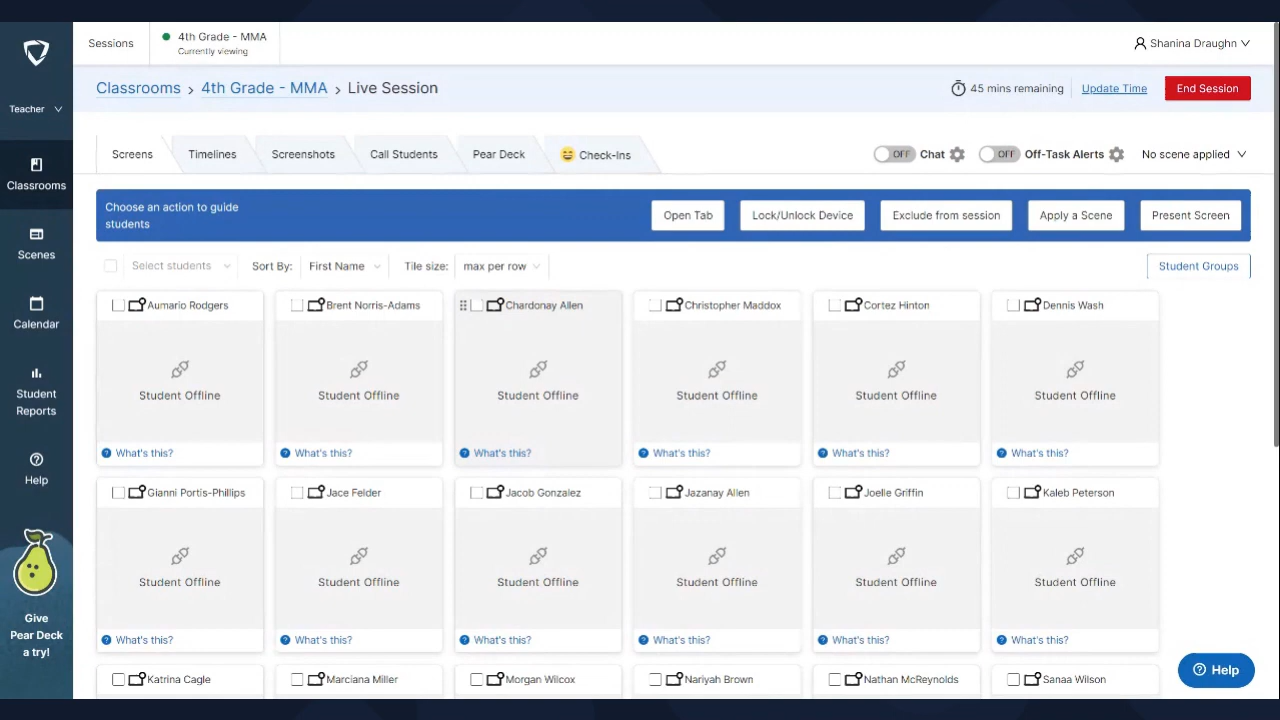 Sessions
4th Grade - MMA
Currently viewing
Shanina Draughn
Teacher
Classrooms
Scenes
Calendar
Student
Reports
Help
Give
Pear Deck
a try!
Classrooms > 4th Grade - MMA > Live Session
45 mins remaining
Update Time
End Session
Screens
Timelines
Screenshots
Call Students
Pear Deck
Check-Ins
OFF Chat
OFF Off-Task Alerts
No scene applied
Choose an action to guide
students
Open Tab
Lock/Unlock Device
Exclude from session
Apply a Scene
Present Screen
Select students
Sort By: First Name
Tile size: max per row
Student Groups
Aumario Rodgers
Student Offline
What's this?
Brent Norris-Adams
Student Offline
What's this?
Chardonay Allen
Student Offline
What's this?
Christopher Maddox
Student Offline
What's this?
Cortez Hinton
Student Offline
What's this?
Dennis Wash
Student Offline
What's this?
Gianni Portis-Phillips
Student Offline
What's this?
Jace Felder
Student Offline
What's this?
Jacob Gonzalez
Student Offline
What's this?
Jazanay Allen
Student Offline
What's this?
Joelle Griffin
Student Offline
What's this?
Kaleb Peterson
Student Offline
What's this?
Katrina Cagle
Marciana Miller
Morgan Wilcox
Nariyah Brown
Nathan McReynolds
Sanaa Wilson
Help